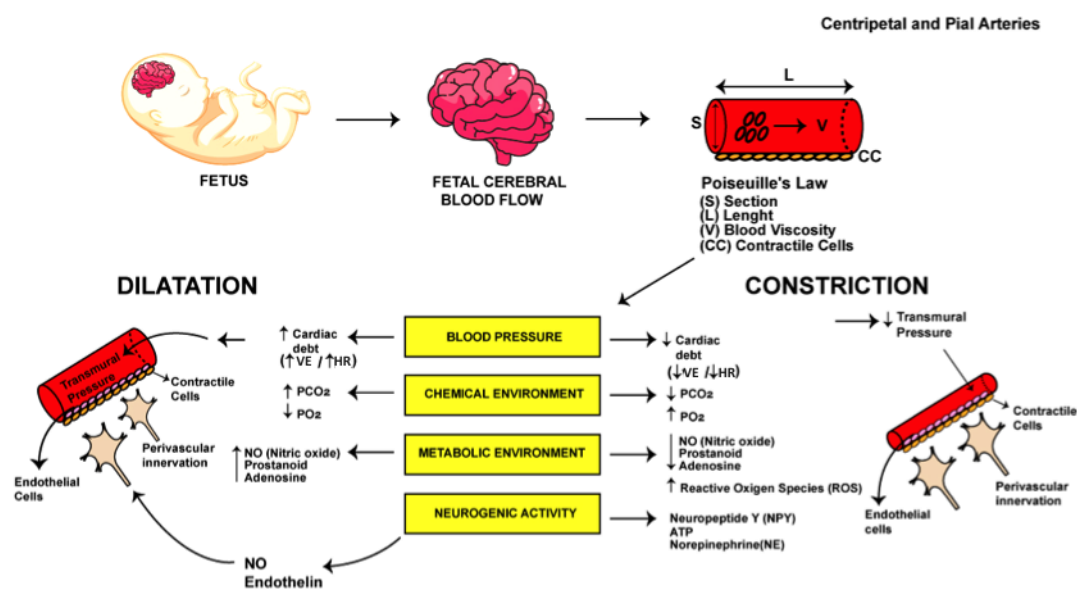 Centripetal and Pial Arteries
L
S
V
CC
FETUS
FETAL CEREBRAL
BLOOD FLOW
Poiseuille's Law
(S) Section
(L) Lenght
(V) Blood Viscosity
(CC) Contractile Cells
DILATATION
CONSTRICTION
Transmural
Pressure
Contractile
Cells
Perivascular
innervation
Endothelial
Cells
↑ Cardiac
debt
(↑VE / ↑HR)
↑ PCO2
↓ PO2
↑ NO (Nitric oxide)
Prostanoid
Adenosine
NO
Endothelin
BLOOD PRESSURE
CHEMICAL ENVIRONMENT
METABOLIC ENVIRONMENT
NEUROGENIC ACTIVITY
↓ Cardiac
debt
(↓VE / ↓HR)
↓ PCO2
↑ PO2
↓ NO (Nitric oxide)
Prostanoid
Adenosine
↑ Reactive Oxigen Species (ROS)
Neuropeptide Y (NPY)
ATP
Norepinephrine(NE)
↓ Transmural
Pressure
Contractile
Cells
Perivascular
innervation
Endothelial
cells